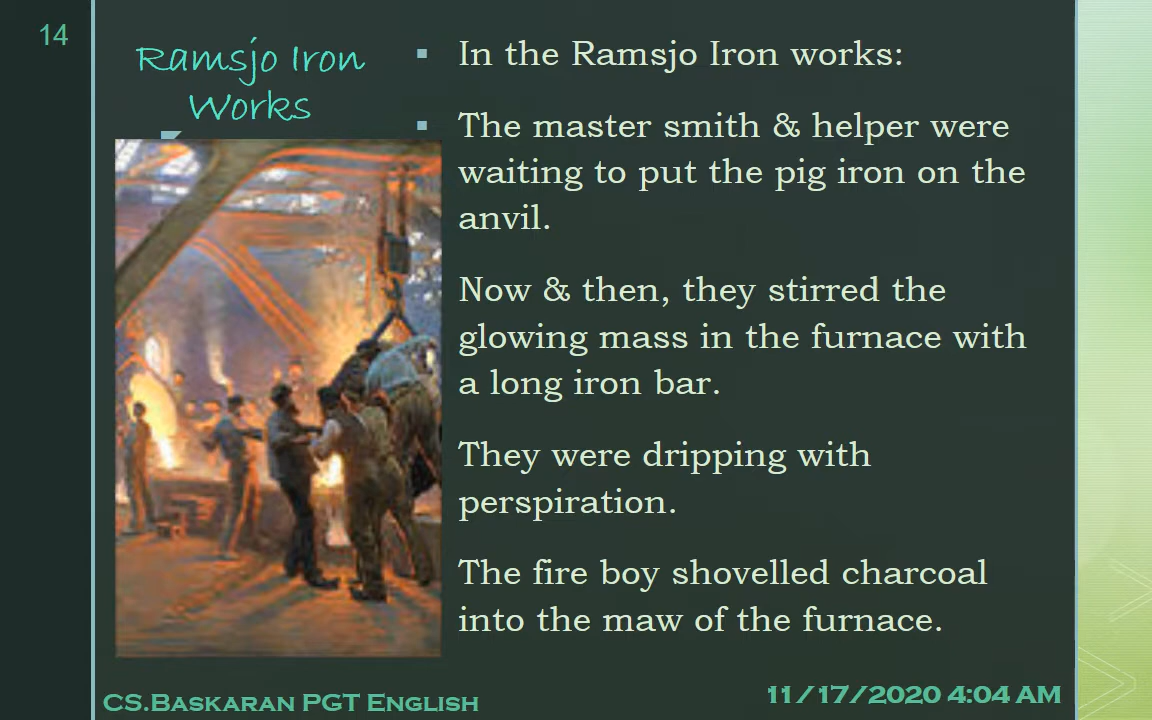 14
Ramsjo Iron
Works
▪ In the Ramsjo Iron works:
▪ The master smith & helper were
waiting to put the pig iron on the
anvil.
Now & then, they stirred the
glowing mass in the furnace with
a long iron bar.
They were dripping with
perspiration.
The fire boy shovelled charcoal
into the maw of the furnace.
CS.Baskaran PGT English
11/17/2020 4:04 AM